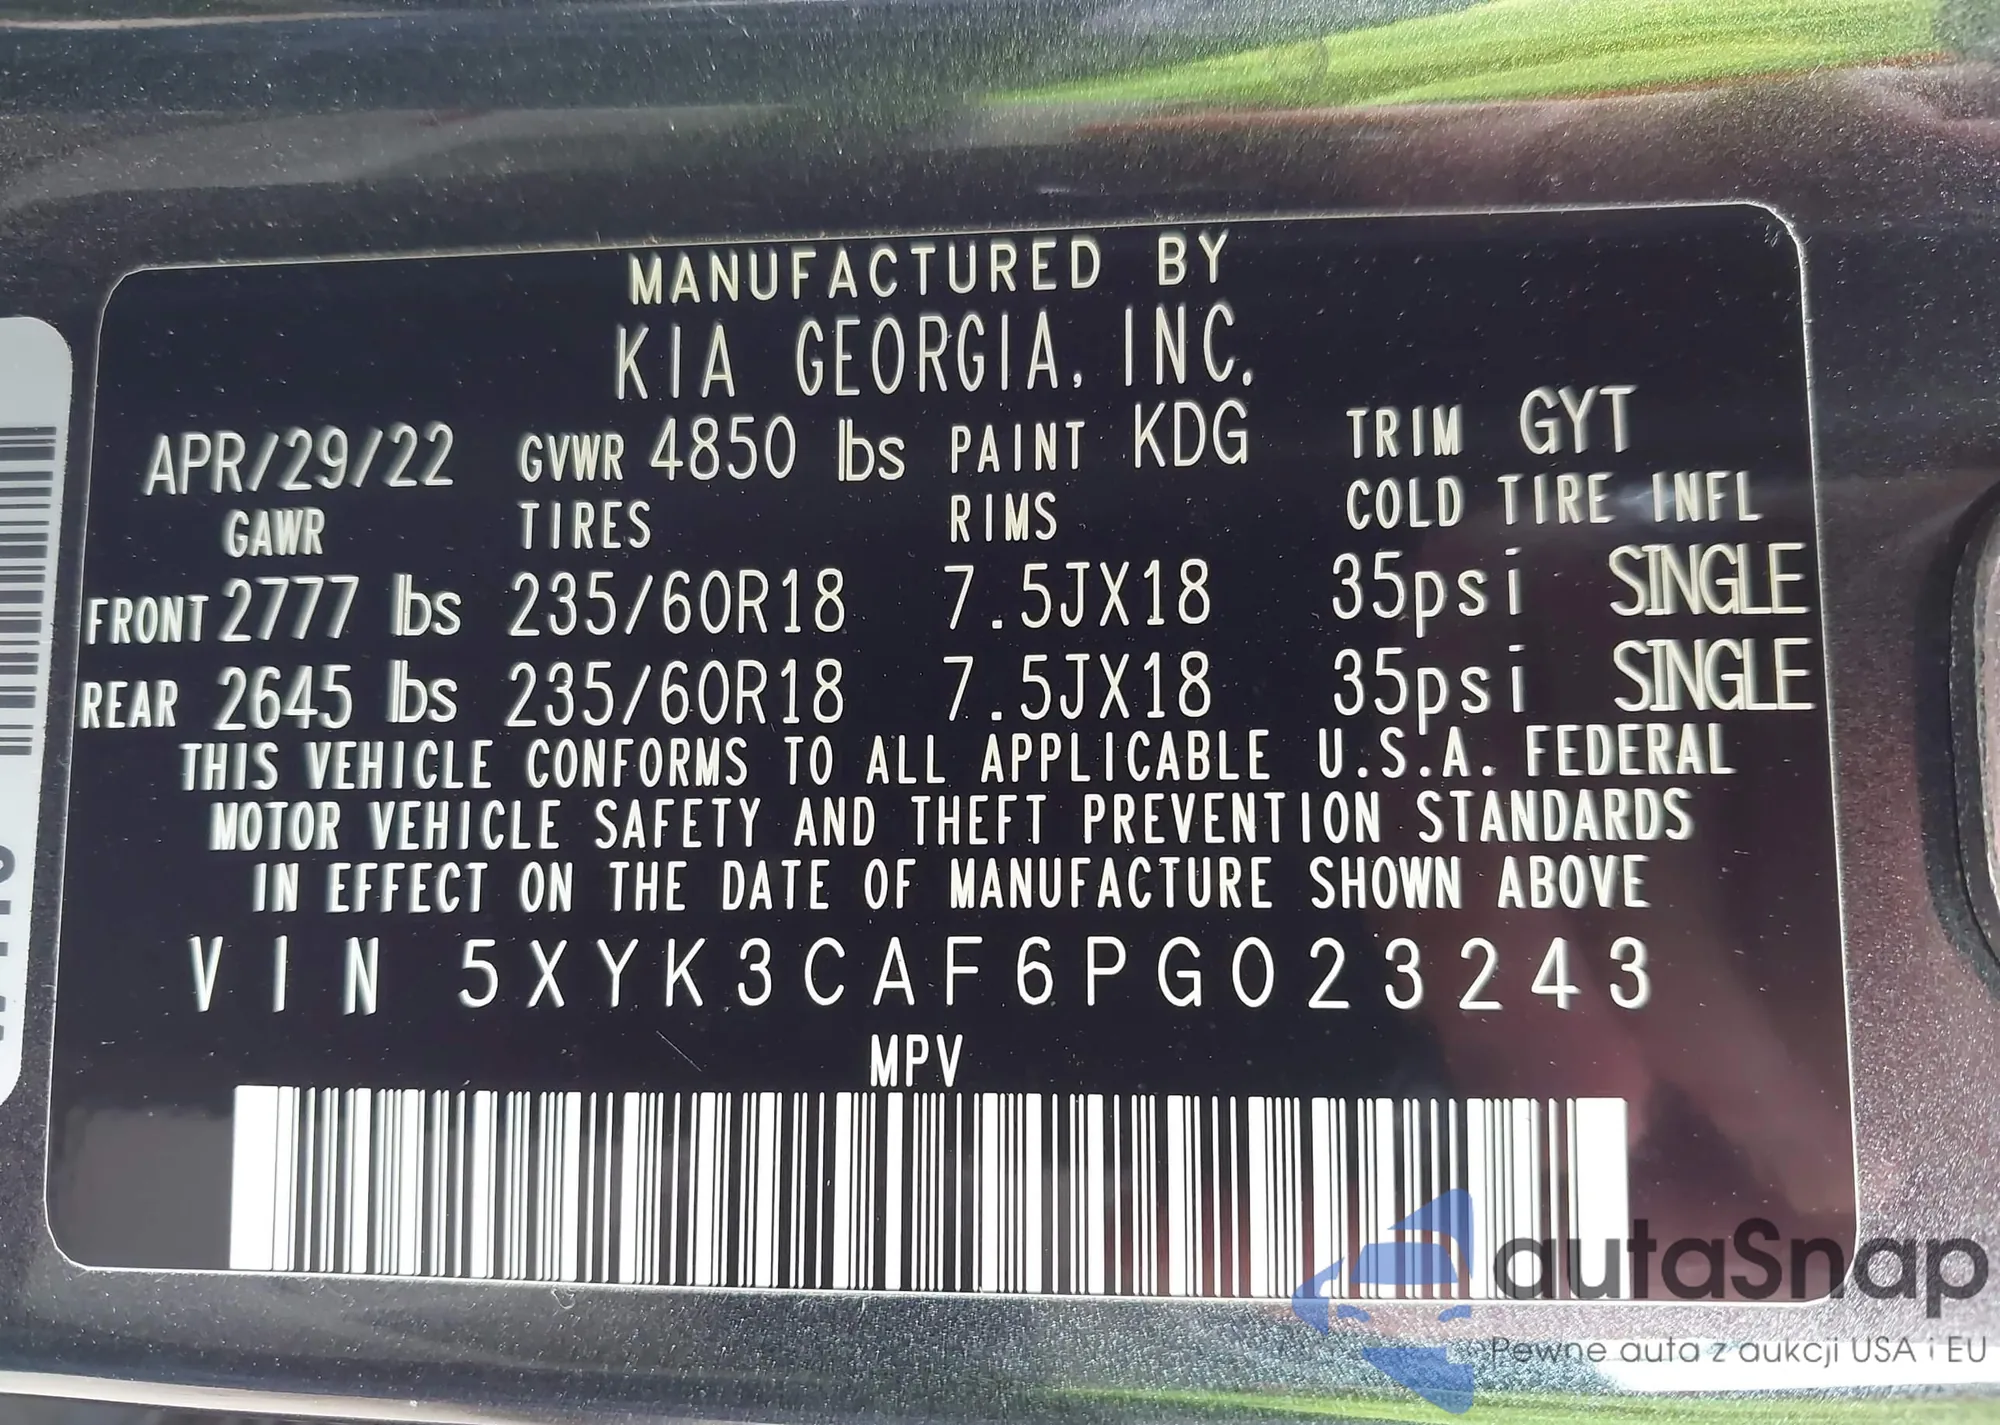 MANUFACTURED BY
KIA GEORGIA, INC.
APR/29/22 GVWR 4850 lbs PAINT KDG TRIM GYT
GAWR TIRES RIMS COLD TIRE INFL
FRONT 2777 lbs 235/60R18 7.5JX18 35psi SINGLE
REAR 2645 lbs 235/60R18 7.5JX18 35psi SINGLE
THIS VEHICLE CONFORMS TO ALL APPLICABLE U.S.A. FEDERAL
MOTOR VEHICLE SAFETY AND THEFT PREVENTION STANDARDS
IN EFFECT ON THE DATE OF MANUFACTURE SHOWN ABOVE
VIN 5XYK3CAF6PG023243
MPV
autaSnap
Pewne auta z aukcji USA i EU